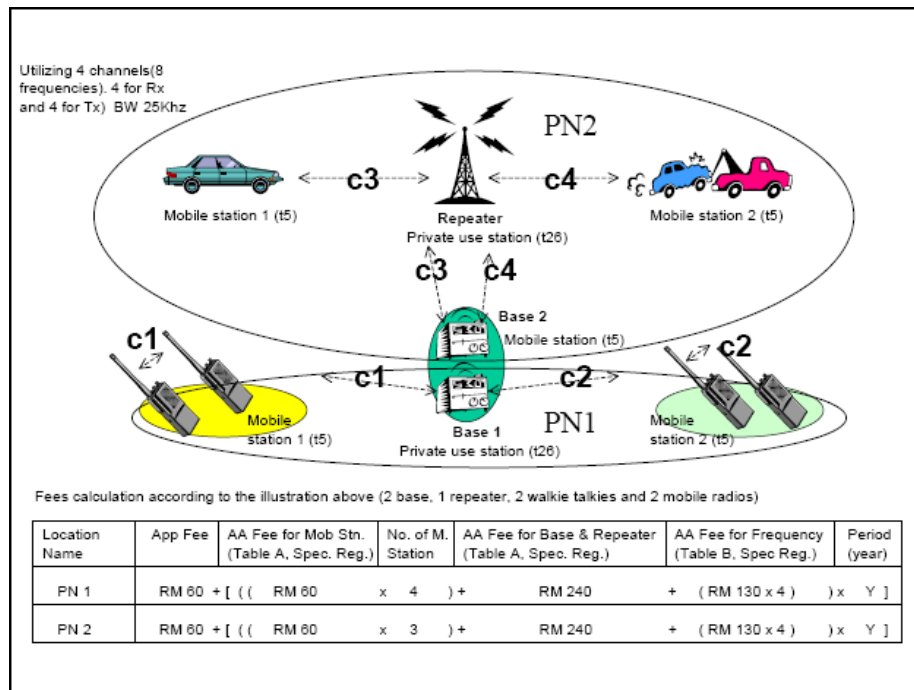 Utilizing 4 channels(8
frequencies). 4 for Rx
and 4 for Tx) BW 25Khz
PN2
c3
c4
Mobile station 1 (t5)
Repeater
Private use station (t26)
Mobile station 2 (t5)
c3 c4
Base 2
Mobile station (t5)
c1
c2
c1
c2
Mobile
station 1 (t5)
Base 1
Private use station (t26)
PN1
Mobile
station 2 (t5)
Fees calculation according to the illustration above (2 base, 1 repeater, 2 walkie talkies and 2 mobile radios)
Location Name App Fee AA Fee for Mob Stn. (Table A, Spec. Reg.) No. of M. Station AA Fee for Base & Repeater (Table A, Spec. Reg.) AA Fee for Frequency (Table B, Spec Reg.) Period (year)
PN 1 RM 60 + [ (( RM 60 x 4 ) + RM 240 + ( RM 130 x 4 ) ) x Y ]
PN 2 RM 60 + [ (( RM 60 x 3 ) + RM 240 + ( RM 130 x 4 ) ) x Y ]